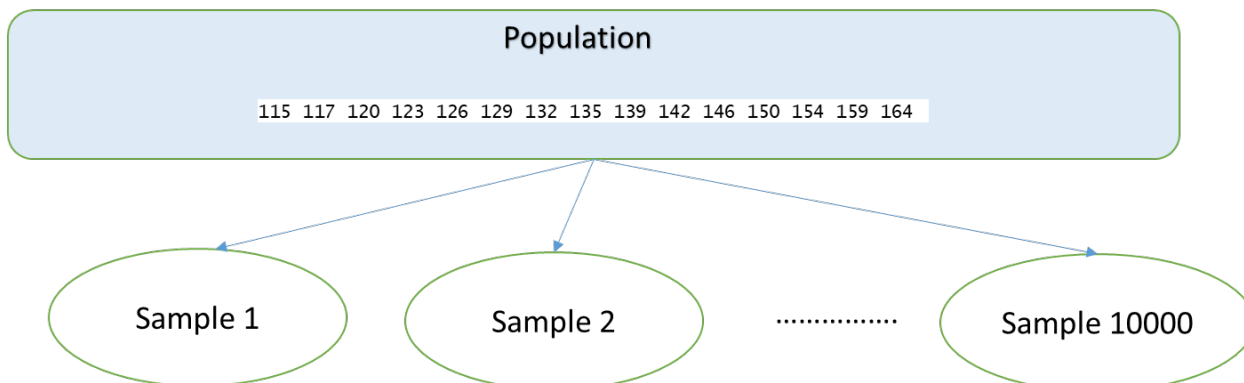 Population
115 117 120 123 126 129 132 135 139 142 146 150 154 159 164
Sample 1
Sample 2
................
Sample 10000